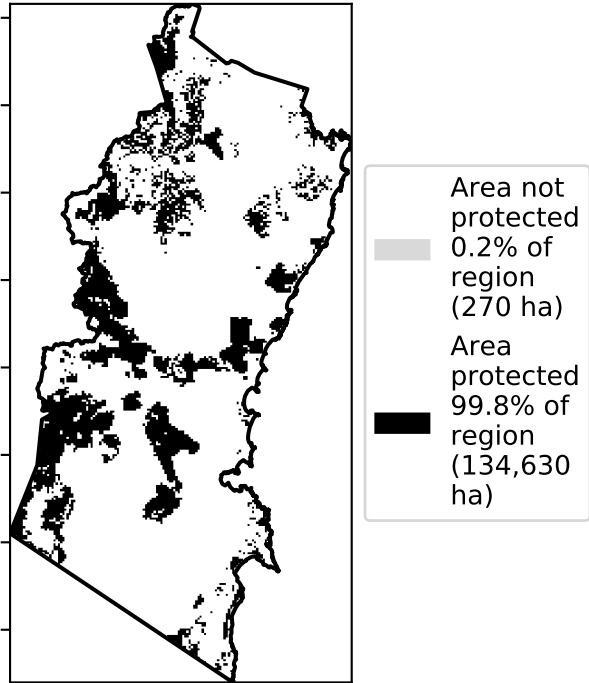 Area not
protected
0.2% of
region
(270 ha)
Area
protected
99.8% of
region
(134,630
ha)